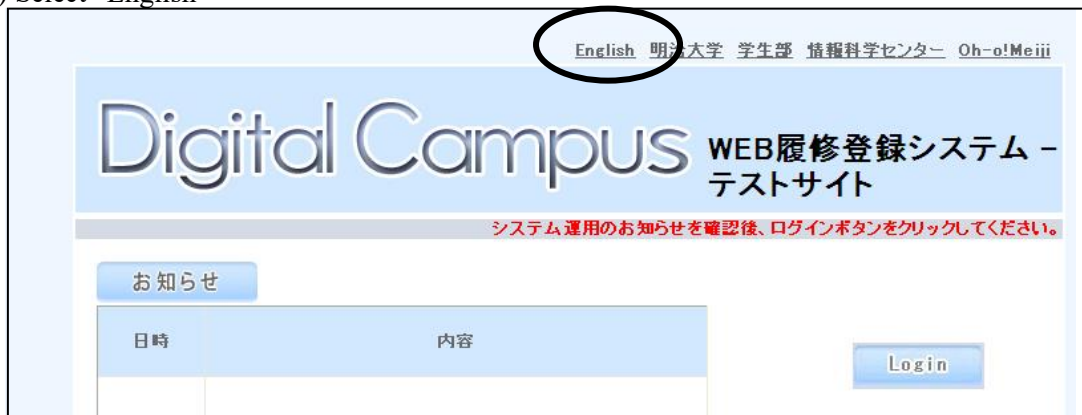 ) Select "English"
English 明治大学 学生部 情報科学センター Oh-o!Meiji
Digital Campus WEB履修登録システム -
テストサイト
システム運用のお知らせを確認後、ログインボタンをクリックしてください。
お知らせ
日時 内容
Login